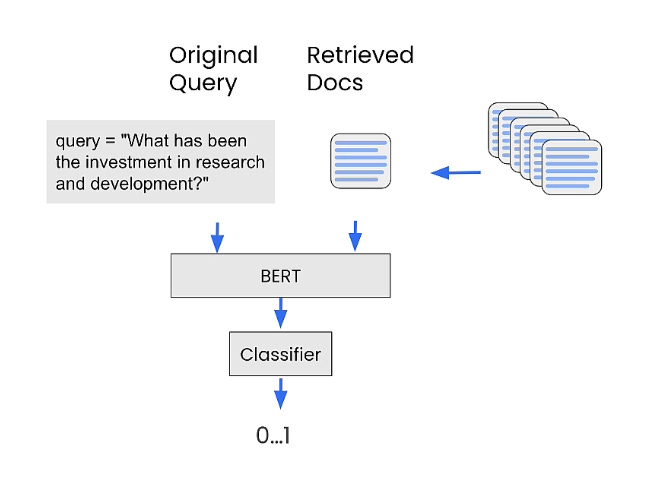 Original
Query
Retrieved
Docs
query = "What has been
the investment in research
and development?"
BERT
Classifier
0...1